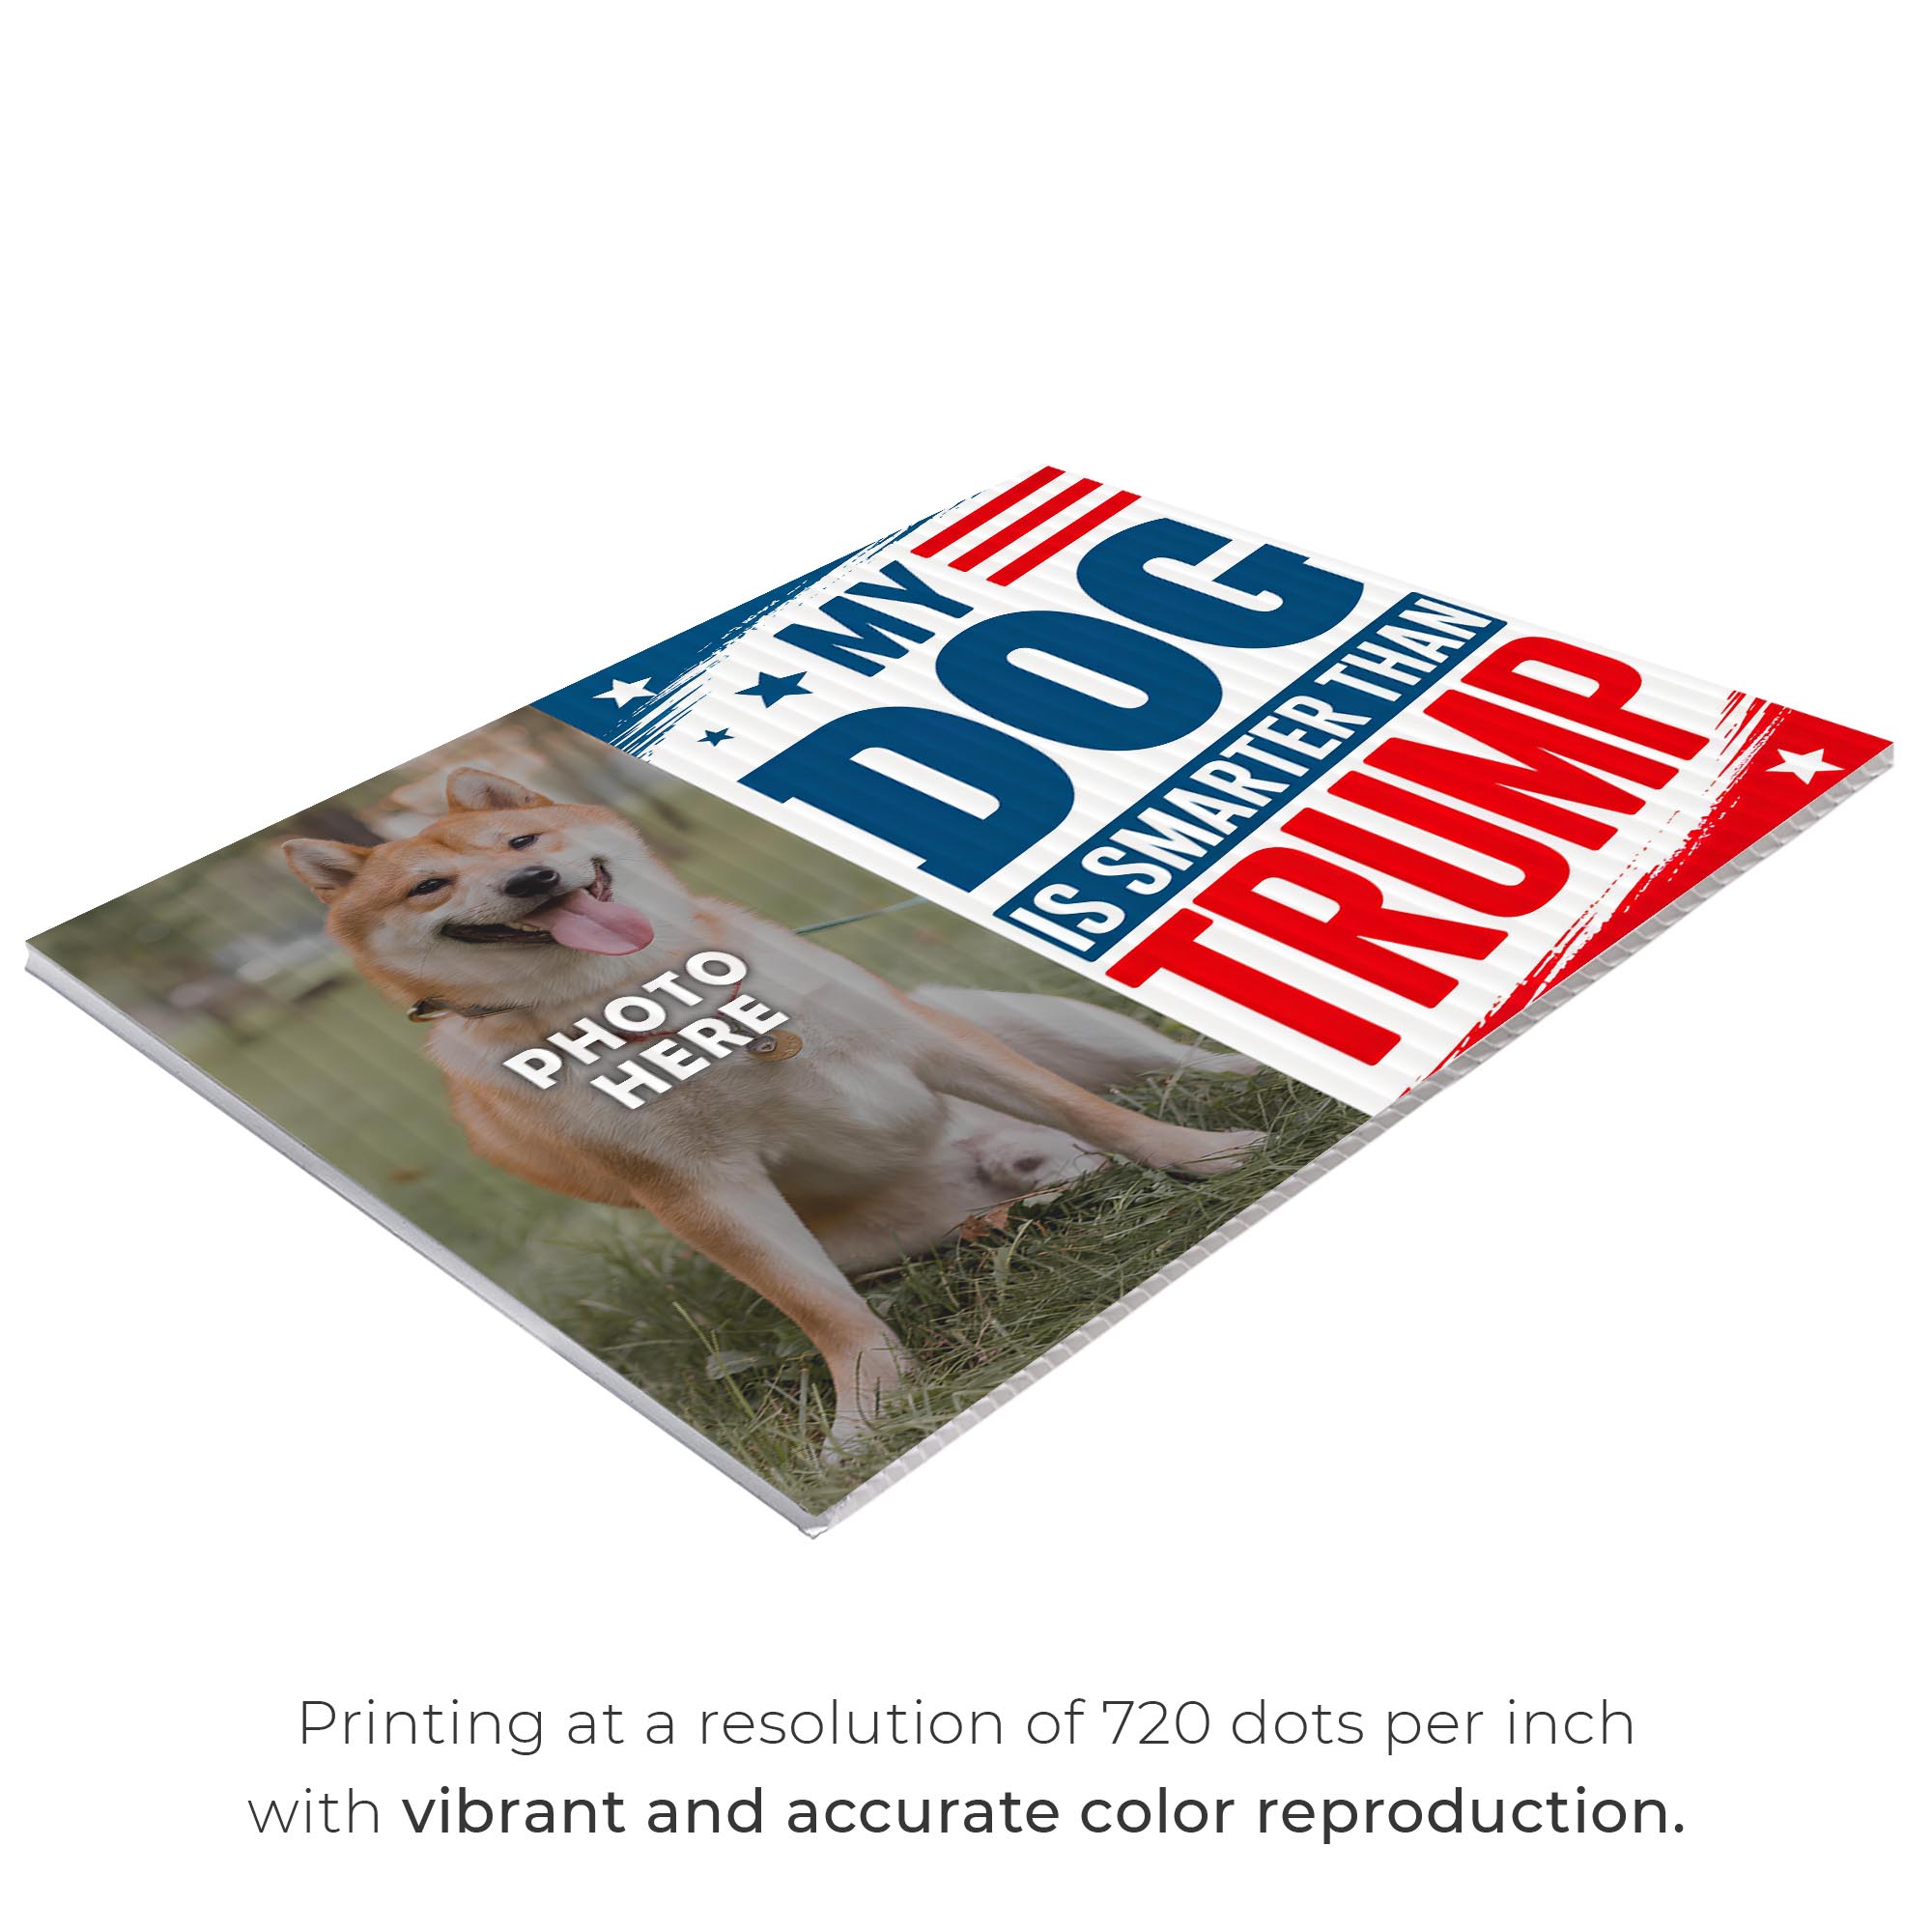 MY
DOG
IS SMARTER THAN
TRUMP
PHOTO
HERE
Printing at a resolution of 720 dots per inch
with vibrant and accurate color reproduction.